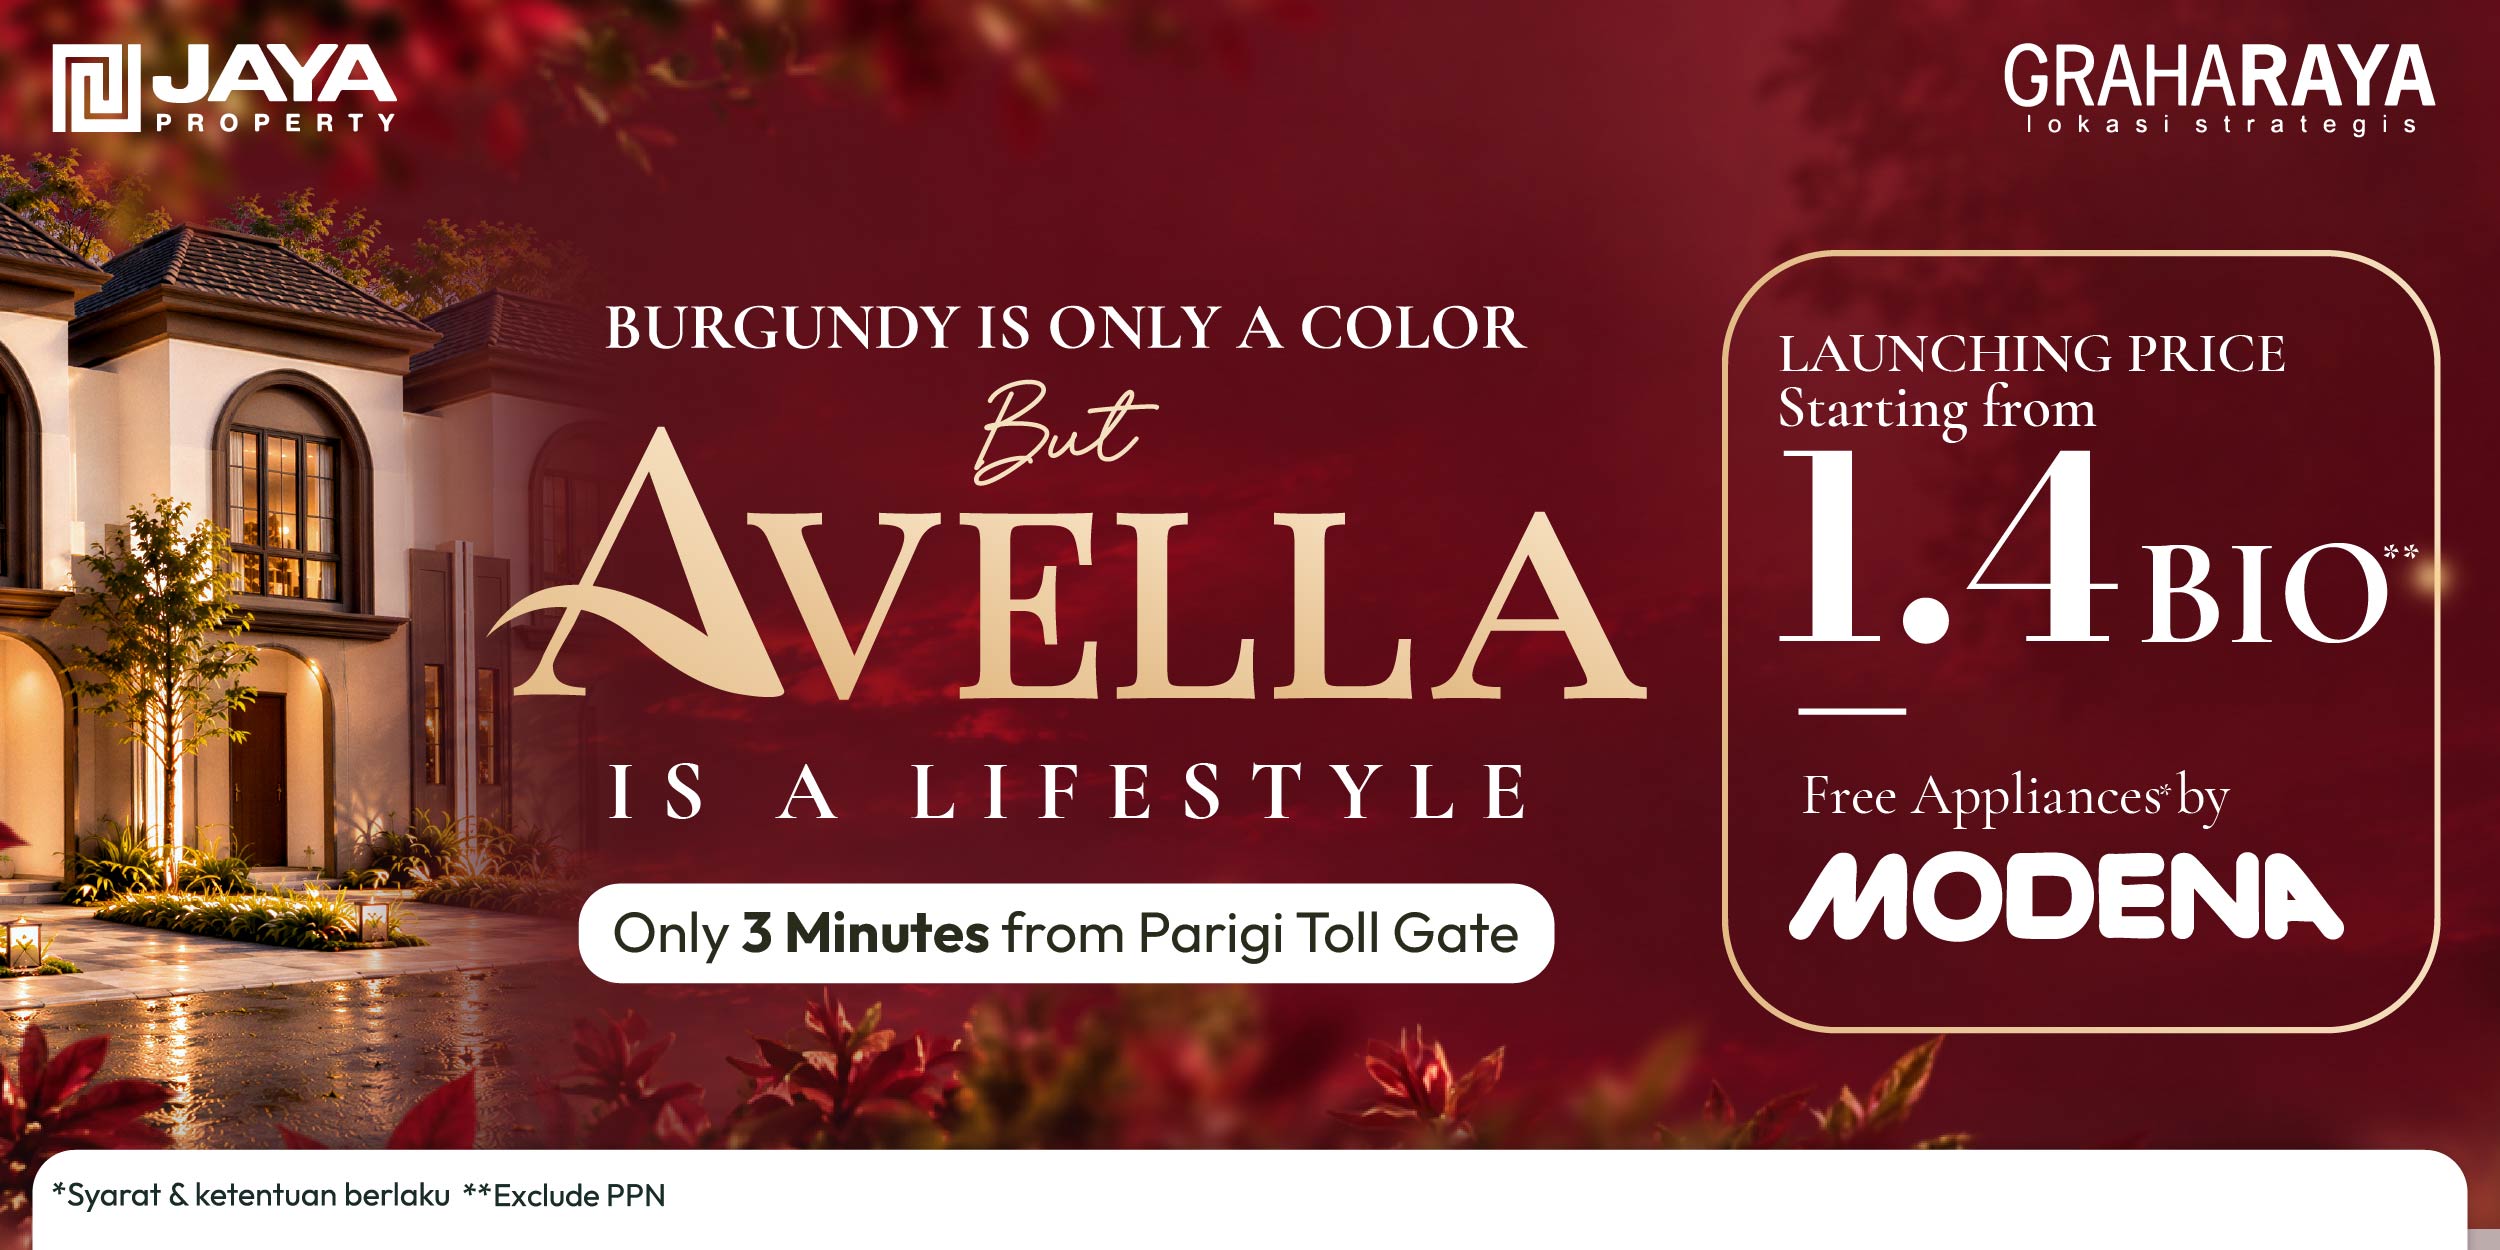 JAYA
PROPERTY
GRAHARAYA
lokasi strategis
BURGUNDY IS ONLY A COLOR
But
AVELLA
IS A LIFESTYLE
Only 3 Minutes from Parigi Toll Gate
LAUNCHING PRICE
Starting from
1.4 BIO**
Free Appliances* by
MODENA
*Syarat & ketentuan berlaku **Exclude PPN